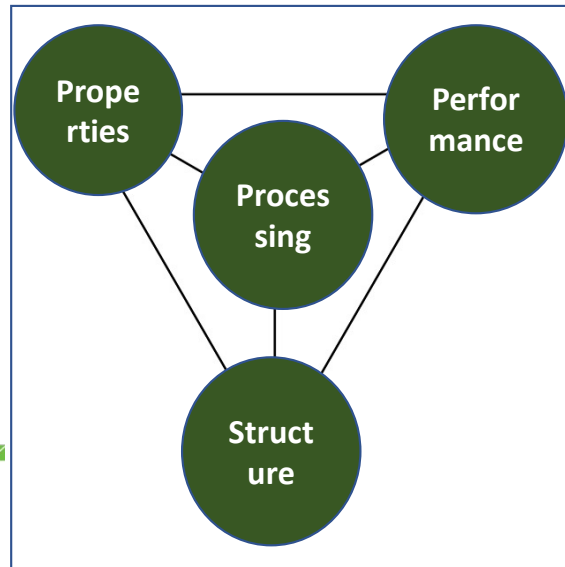 Prope
rties
Perfor
mance
Proces
sing
Struct
ure